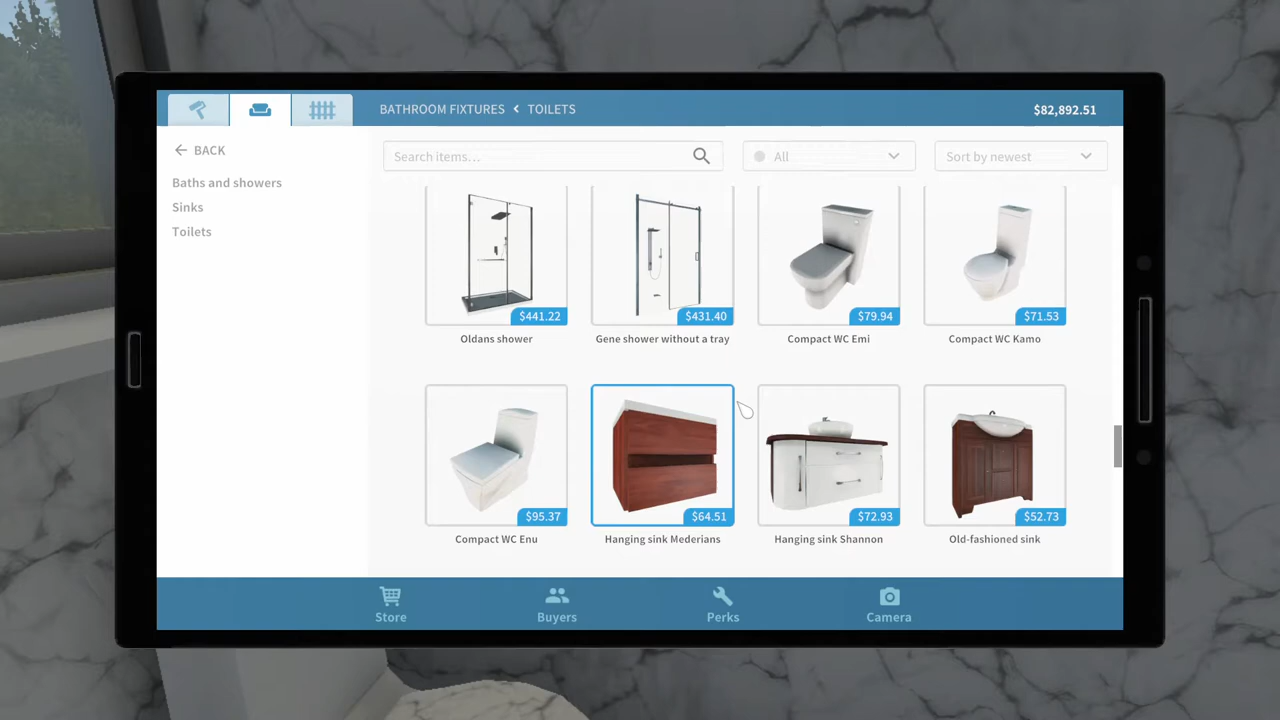 BATHROOM FIXTURES < TOILETS
$82,892.51
BACK
Search items...
All
Sort by newest
Baths and showers
Sinks
Toilets
$441.22
$431.40
$79.94
$71.53
Oldans shower
Gene shower without a tray
Compact WC Emi
Compact WC Kamo
$95.37
$64.51
$72.93
$52.73
Compact WC Enu
Hanging sink Mederians
Hanging sink Shannon
Old-fashioned sink
Store
Buyers
Perks
Camera